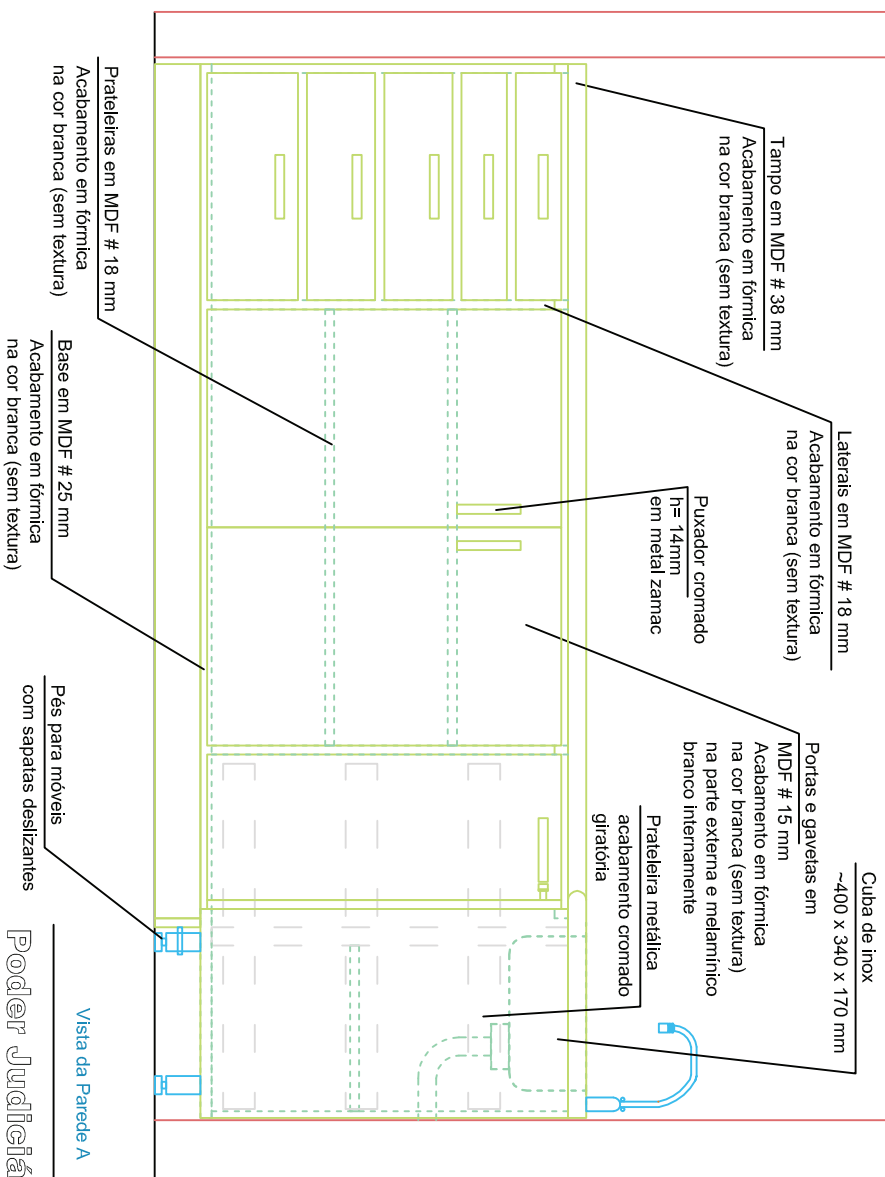 Cuba de inox
~400 x 340 x 170 mm
Tampo em MDF # 38 mm
Acabamento em fórmica
na cor branca (sem textura)
Laterais em MDF # 18 mm
Acabamento em fórmica
na cor branca (sem textura)
Portas e gavetas em
MDF # 15 mm
Acabamento em fórmica
na cor branca (sem textura)
na parte externa e melamínico
branco internamente
Puxador cromado
h= 14mm
em metal zamac
Prateleira metálica
acabamento cromado
giratória
Prateleiras em MDF # 18 mm
Acabamento em fórmica
na cor branca (sem textura)
Base em MDF # 25 mm
Acabamento em fórmica
na cor branca (sem textura)
Pés para móveis
com sapatas deslizantes
Vista da Parede A
Poder Judiciá